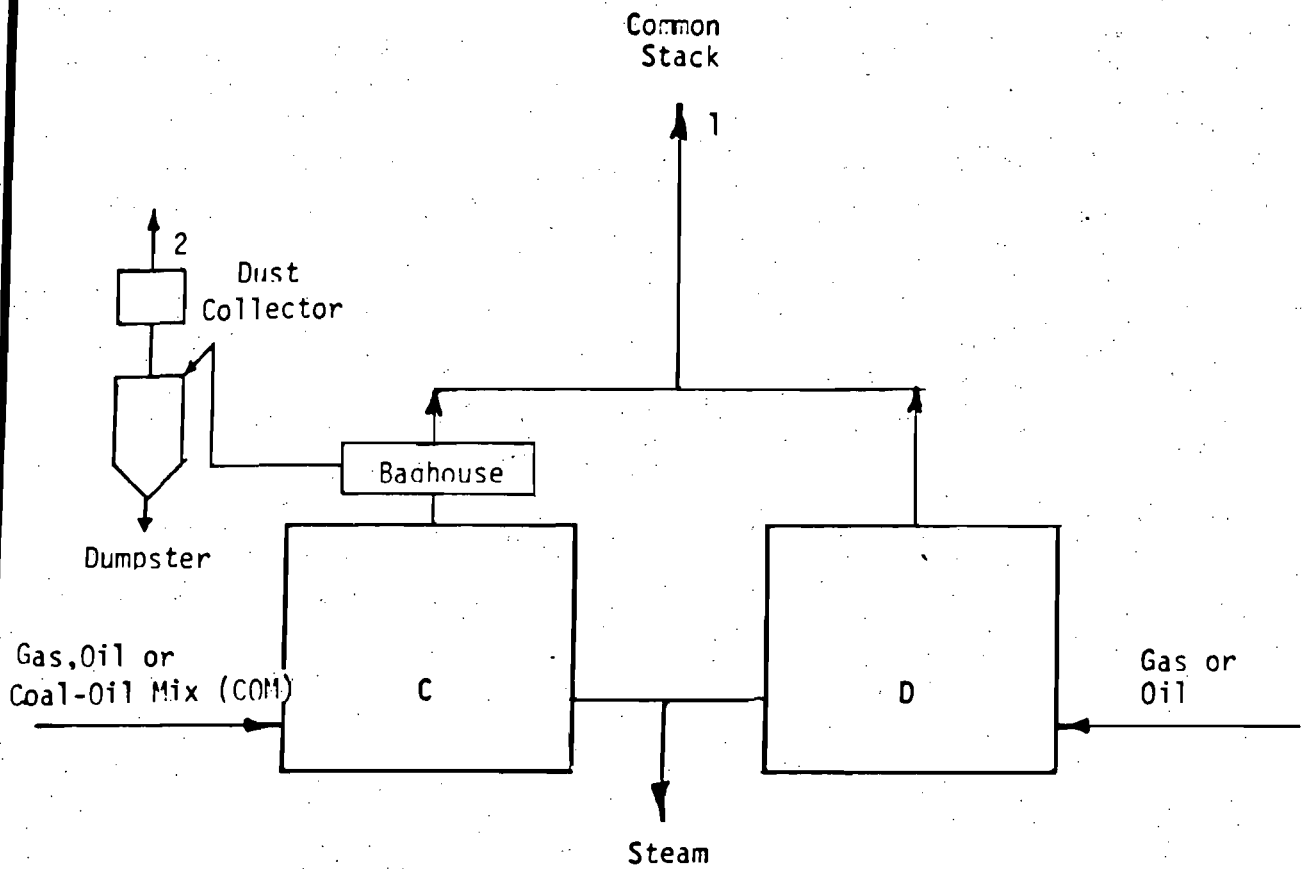 Common
Stack
1
2
Dust
Collector
Baghouse
Dumpster
Gas,Oil or
Coal-Oil Mix (COM)
C
D
Gas or
Oil
Steam